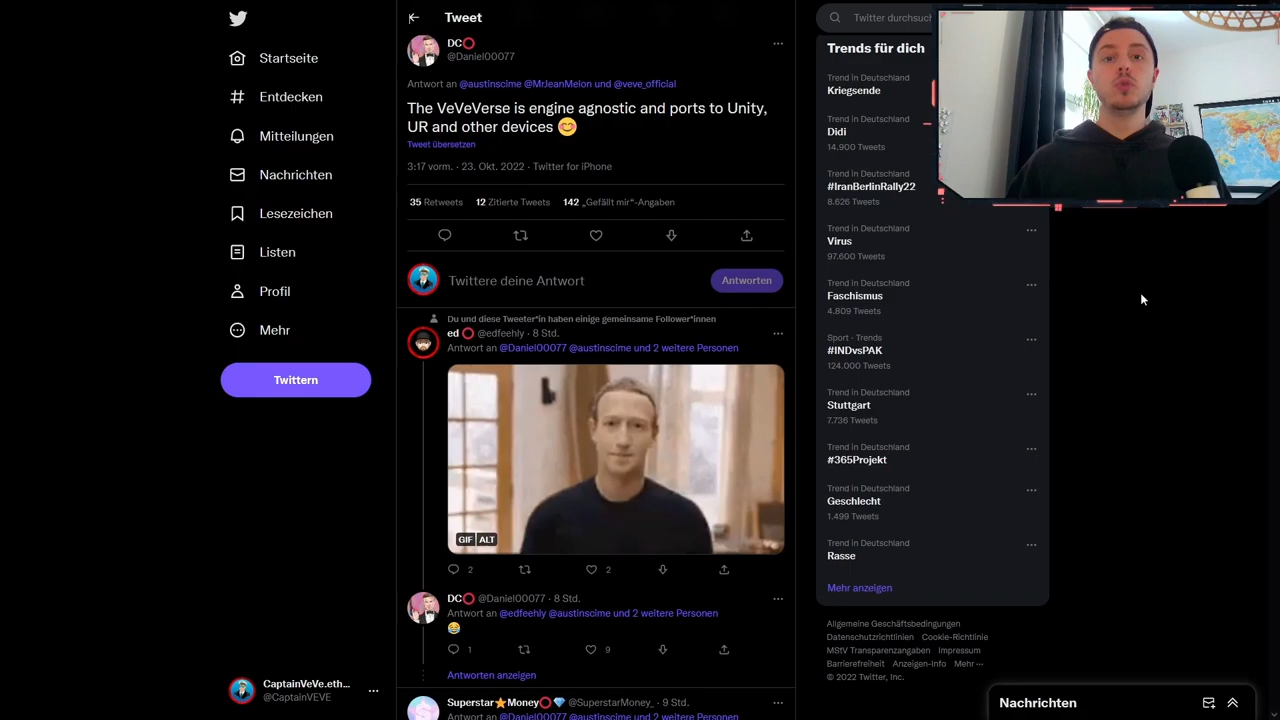 Startseite
Entdecken
Mitteilungen
Nachrichten
Lesezeichen
Listen
Profil
Mehr
Twittern
CaptainVeVe.eth...
@CaptainVEVE
Tweet
DC⭕
@Daniel00077
Antwort an @austinscime @MrJeanMelon und @veve_official
The VeVeVerse is engine agnostic and ports to Unity,
UR and other devices 😊
Tweet übersetzen
3:17 vorm. · 23. Okt. 2022 · Twitter for iPhone
35 Retweets 12 Zitierte Tweets 142 „Gefällt mir“-Angaben
Twittere deine Antwort
Antworten
Du und diese Tweeter*in haben einige gemeinsame Follower*innen
ed ⭕ @edfeehly · 8 Std.
Antwort an @Daniel00077 @austinscime und 2 weitere Personen
GIF ALT
2 2
DC⭕ @Daniel00077 · 8 Std.
Antwort an @edfeehly @austinscime und 2 weitere Personen
😂
1 9
Antworten anzeigen
Superstar⭐Money⭕💎 @SuperstarMoney_ · 9 Std.
Antwort an @Daniel00077 @austinscime und 2 weitere Personen
Twitter durchsuch
Trends für dich
Trend in Deutschland
Kriegsende
Trend in Deutschland
Didi
14.900 Tweets
Trend in Deutschland
#IranBerlinRally22
8.626 Tweets
Trend in Deutschland
Virus
97.600 Tweets
Trend in Deutschland
Faschismus
4.809 Tweets
Sport · Trends
#INDvsPAK
124.000 Tweets
Trend in Deutschland
Stuttgart
7.736 Tweets
Trend in Deutschland
#365Projekt
Trend in Deutschland
Geschlecht
1.499 Tweets
Trend in Deutschland
Rasse
Mehr anzeigen
Allgemeine Geschäftsbedingungen
Datenschutzrichtlinien Cookie-Richtlinie
MStV Transparenzangaben Impressum
Barrierefreiheit Anzeigen-Info Mehr ···
© 2022 Twitter, Inc.
Nachrichten